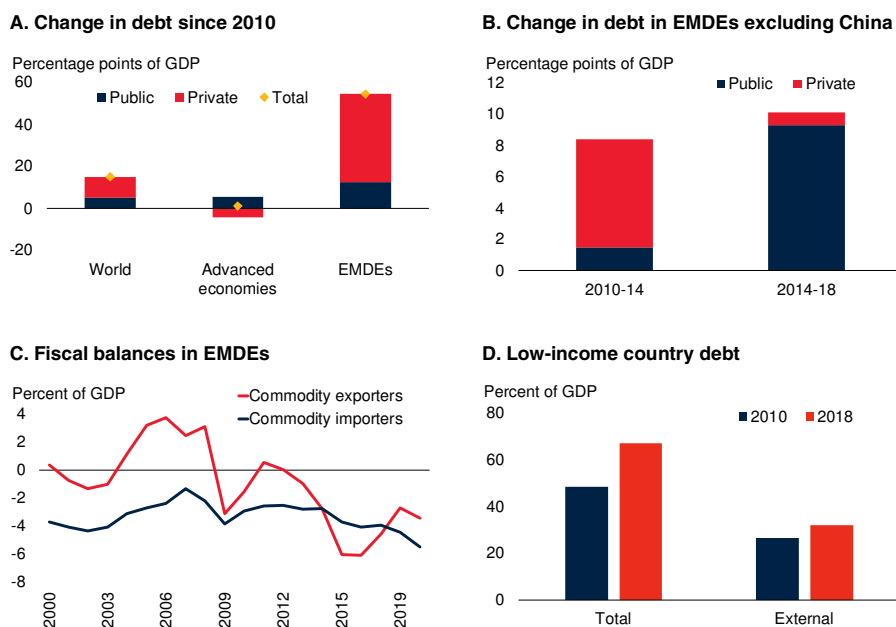 A. Change in debt since 2010
Percentage points of GDP
60
Public Private Total
40
20
0
-20
World Advanced economies EMDEs
B. Change in debt in EMDEs excluding China
Percentage points of GDP
12
Public Private
10
8
6
4
2
0
2010-14 2014-18
C. Fiscal balances in EMDEs
Percent of GDP
Commodity exporters
Commodity importers
4
2
0
-2
-4
-6
-8
2000 2003 2006 2009 2012 2015 2019
D. Low-income country debt
Percent of GDP
80
2010 2018
60
40
20
0
Total External